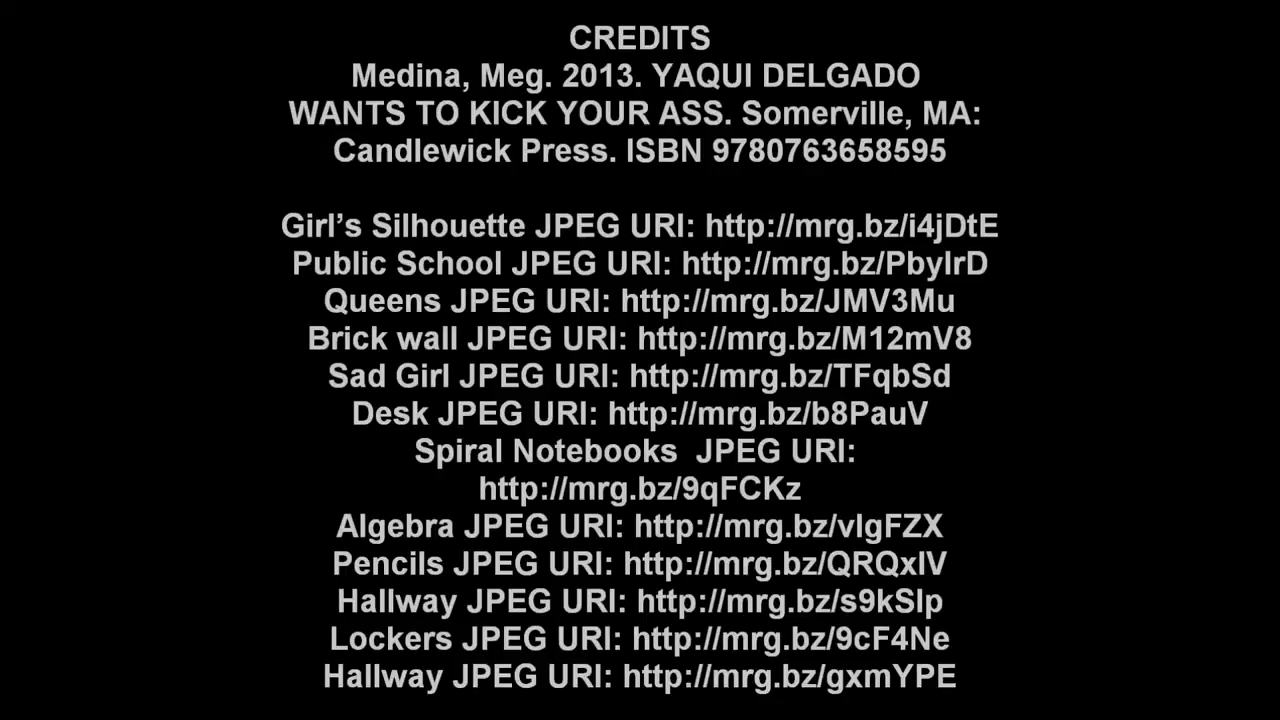 CREDITS
Medina, Meg. 2013. YAQUI DELGADO
WANTS TO KICK YOUR ASS. Somerville, MA:
Candlewick Press. ISBN 9780763658595
Girl’s Silhouette JPEG URI: http://mrg.bz/i4jDtE
Public School JPEG URI: http://mrg.bz/PbyIrD
Queens JPEG URI: http://mrg.bz/JMV3Mu
Brick wall JPEG URI: http://mrg.bz/M12mV8
Sad Girl JPEG URI: http://mrg.bz/TFqbSd
Desk JPEG URI: http://mrg.bz/b8PauV
Spiral Notebooks  JPEG URI:
http://mrg.bz/9qFCKz
Algebra JPEG URI: http://mrg.bz/vIgFZX
Pencils JPEG URI: http://mrg.bz/QRQxIV
Hallway JPEG URI: http://mrg.bz/s9kSIp
Lockers JPEG URI: http://mrg.bz/9cF4Ne
Hallway JPEG URI: http://mrg.bz/gxmYPE